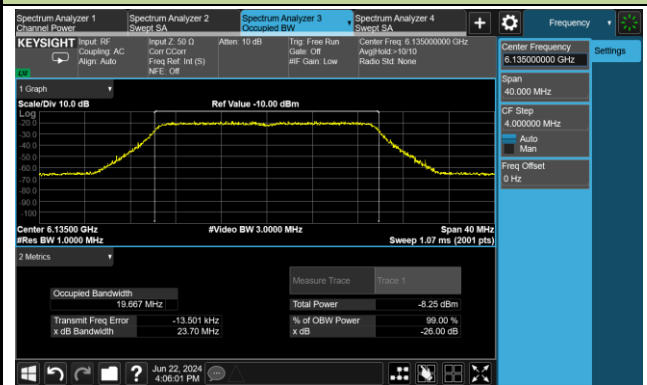 Spectrum Analyzer 1
Channel Power
Spectrum Analyzer 2
Swept SA
Spectrum Analyzer 3
Occupied BW
Spectrum Analyzer 4
Swept SA
+
Frequency
KEYSIGHT
Input: RF
Coupling: AC
Align: Auto
Input Z: 50 Ω
Corr CCorr
Freq Ref: Int (S)
NFE: Off
Atten: 10 dB
Trig: Free Run
Gate: Off
#IF Gain: Low
Center Freq: 6.135000000 GHz
Avg|Hold:>10/10
Radio Std: None
Center Frequency
6.135000000 GHz
Settings
Span
40.000 MHz
CF Step
4.000000 MHz
Auto
Man
Freq Offset
0 Hz
1 Graph
Scale/Div 10.0 dB
Ref Value -10.00 dBm
Log
-20.0
-30.0
-40.0
-50.0
-60.0
-70.0
-80.0
-90.0
-100
Center 6.13500 GHz
#Video BW 3.0000 MHz
Span 40 MHz
#Res BW 1.0000 MHz
Sweep 1.07 ms (2001 pts)
2 Metrics
Measure Trace
Trace 1
Occupied Bandwidth
19.667 MHz
Total Power
-8.25 dBm
Transmit Freq Error
-13.501 kHz
% of OBW Power
99.00 %
x dB Bandwidth
23.70 MHz
x dB
-26.00 dB
?
Jun 22, 2024
4:06:01 PM